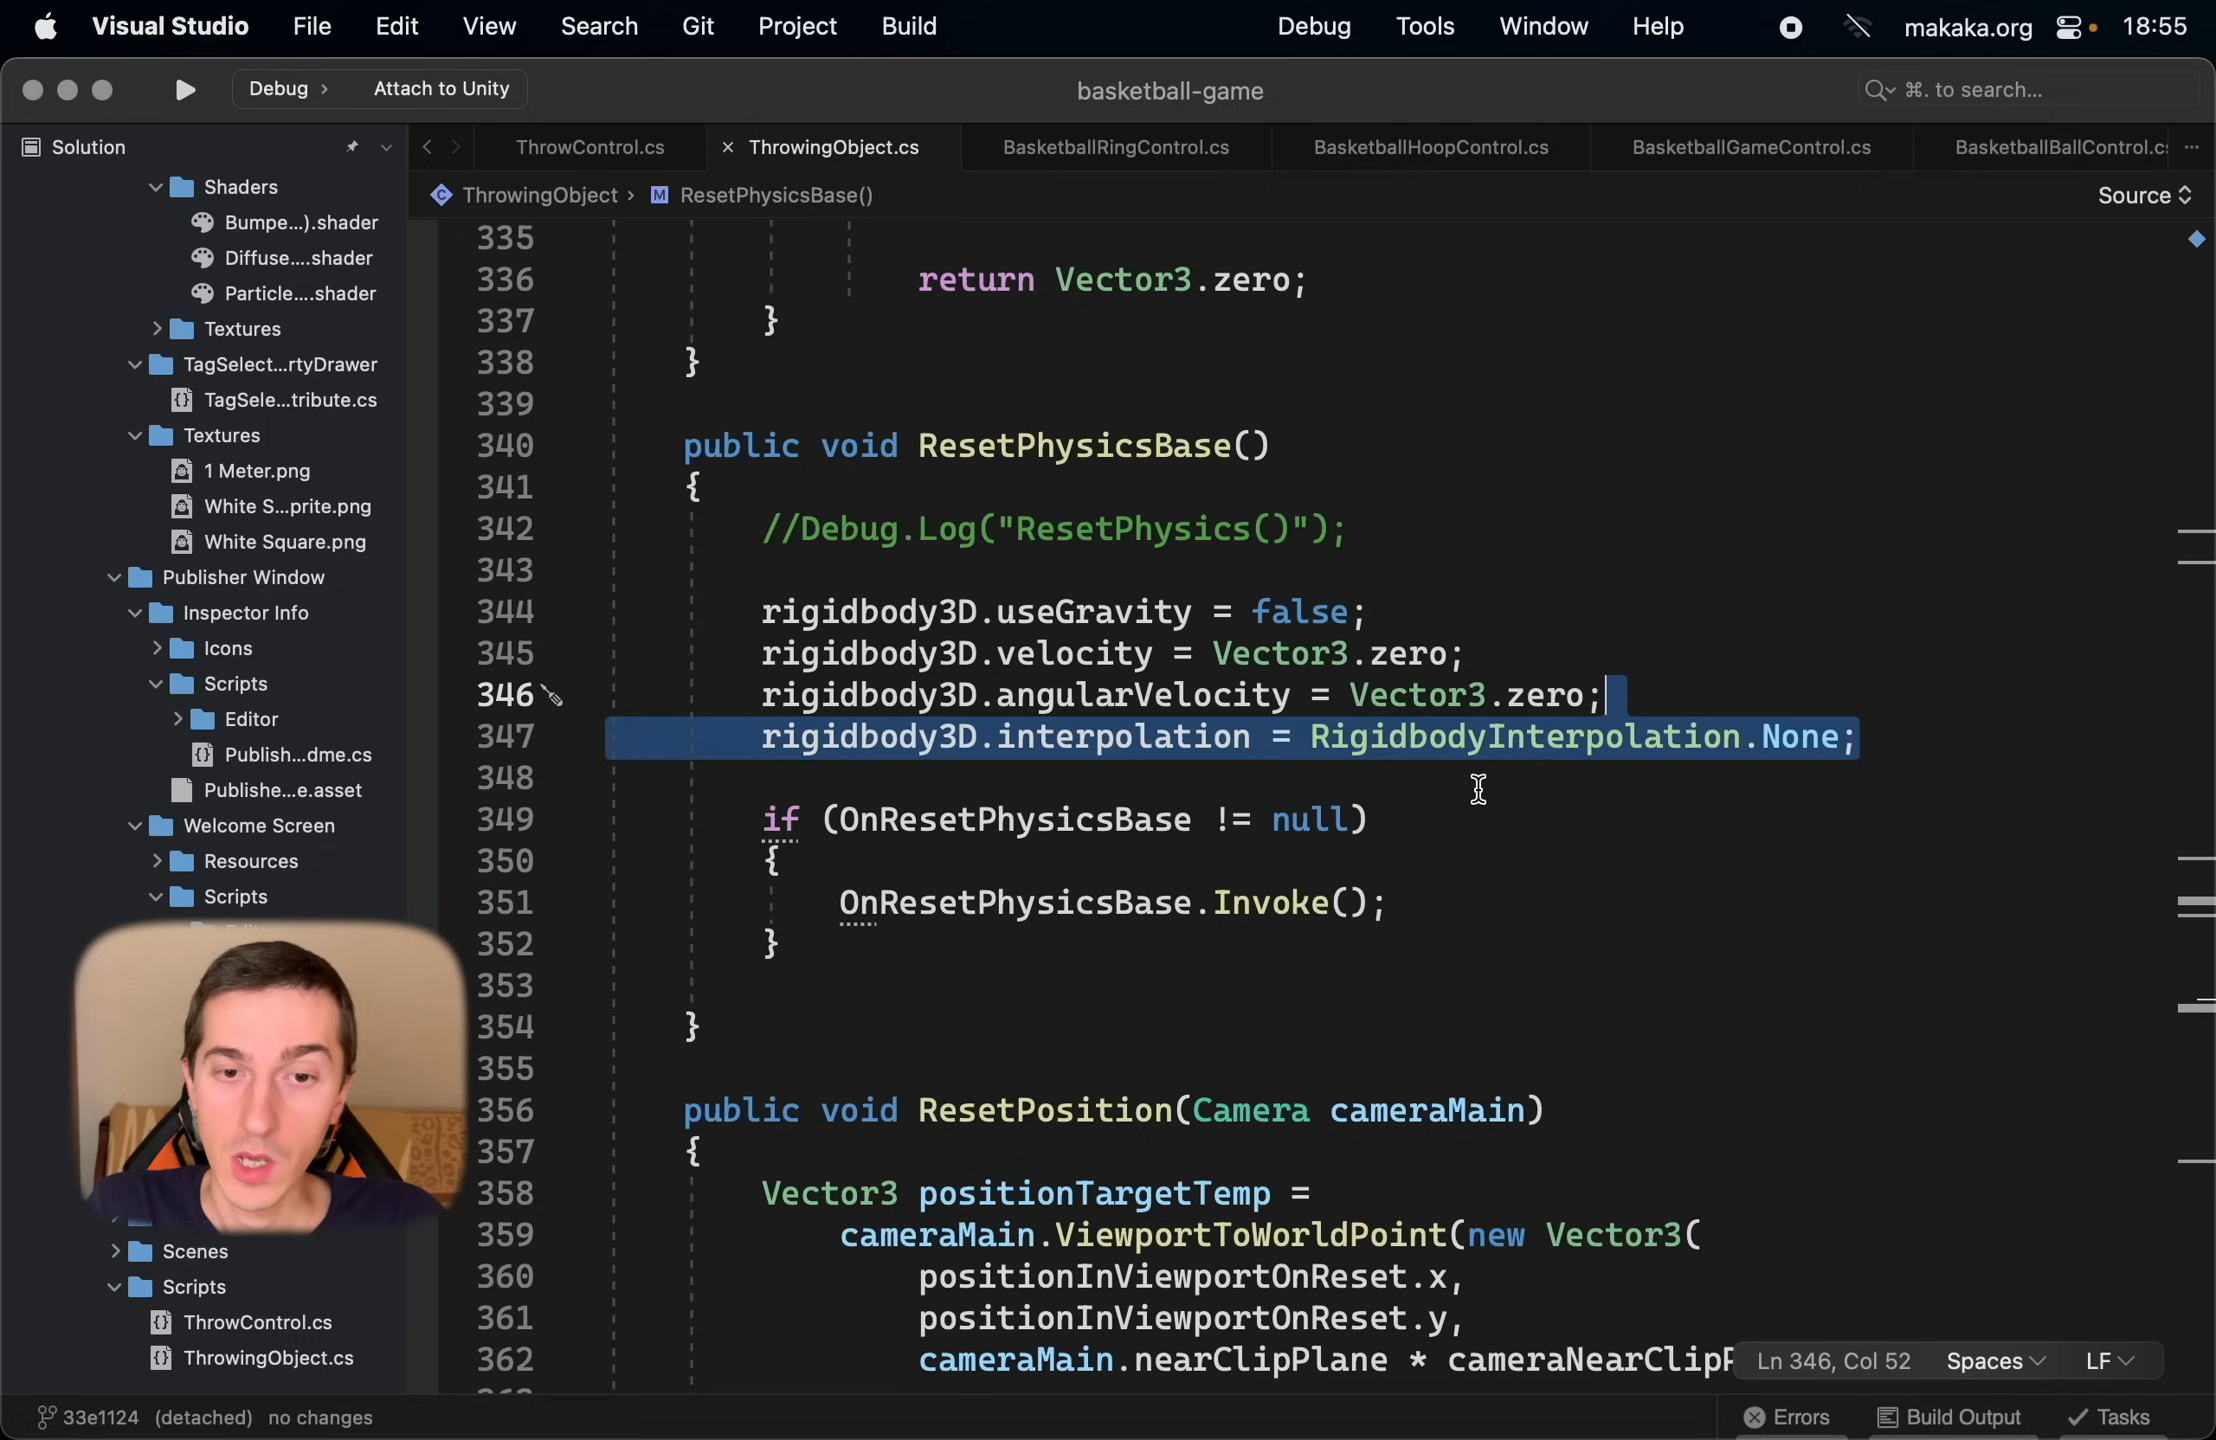 Visual Studio File Edit View Search Git Project Build Debug Tools Window Help makaka.org 18:55
Debug › Attach to Unity basketball-game ⌘. to search...
Solution
Shaders
Bumpe...).shader
Diffuse....shader
Particle....shader
Textures
TagSelect...rtyDrawer
TagSele...tribute.cs
Textures
1 Meter.png
White S...prite.png
White Square.png
Publisher Window
Inspector Info
Icons
Scripts
Editor
Publish...dme.cs
Publishe...e.asset
Welcome Screen
Resources
Scripts
Scenes
Scripts
ThrowControl.cs
ThrowingObject.cs
ThrowControl.cs × ThrowingObject.cs BasketballRingControl.cs BasketballHoopControl.cs BasketballGameControl.cs BasketballBallControl.c
ThrowingObject › M ResetPhysicsBase() Source
335
336 return Vector3.zero;
337 }
338 }
339
340 public void ResetPhysicsBase()
341 {
342 //Debug.Log("ResetPhysics()");
343
344 rigidbody3D.useGravity = false;
345 rigidbody3D.velocity = Vector3.zero;
346 rigidbody3D.angularVelocity = Vector3.zero;
347 rigidbody3D.interpolation = RigidbodyInterpolation.None;
348
349 if (OnResetPhysicsBase != null)
350 {
351 OnResetPhysicsBase.Invoke();
352 }
353
354 }
355
356 public void ResetPosition(Camera cameraMain)
357 {
358 Vector3 positionTargetTemp =
359 cameraMain.ViewportToWorldPoint(new Vector3(
360 positionInViewportOnReset.x,
361 positionInViewportOnReset.y,
362 cameraMain.nearClipPlane * cameraNearClipP
Ln 346, Col 52 Spaces LF
33e1124 (detached) no changes Errors Build Output Tasks